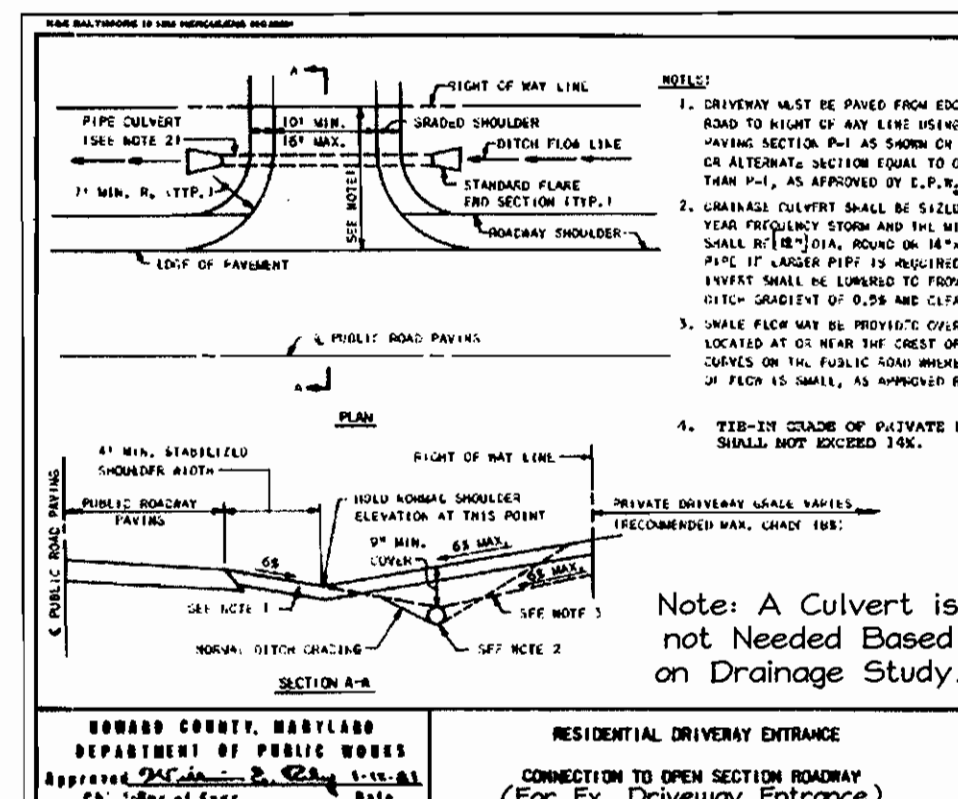 A
RIGHT OF WAY LINE
PIPE CULVERT
(SEE NOTE 2)
10' MIN.
16' MAX.
GRADED SHOULDER
DITCH FLOW LINE
7' MIN. R. (TYP.)
SEE NOTE 1
STANDARD FLARE
END SECTION (TYP.)
ROADWAY SHOULDER
EDGE OF PAVEMENT
℄ PUBLIC ROAD PAVING
A
PLAN
NOTES:
1. DRIVEWAY MUST BE PAVED FROM EDG
ROAD TO RIGHT OF WAY LINE USING
PAVING SECTION P-1 AS SHOWN ON
OR ALTERNATE SECTION EQUAL TO O
THAN P-1, AS APPROVED BY D.P.W.
2. DRAINAGE CULVERT SHALL BE SIZED
YEAR FREQUENCY STORM AND THE MI
SHALL BE [12"] DIA. ROUND OR 14"x
PIPE IF LARGER PIPE IS REQUIRED
INVERT SHALL BE LOWERED TO PROV
DITCH GRADIENT OF 0.5% AND CLEA
3. SWALE FLOW MAY BE PROVIDED OVER
LOCATED AT OR NEAR THE CREST OF
CURVES ON THE PUBLIC ROAD WHERE
OF FLOW IS SMALL, AS APPROVED
4. TIE-IN GRADE OF PRIVATE
SHALL NOT EXCEED 14%.
4' MIN. STABILIZED
SHOULDER WIDTH
RIGHT OF WAY LINE
℄ PUBLIC ROAD PAVING
PUBLIC ROADWAY
PAVING
HOLD NORMAL SHOULDER
ELEVATION AT THIS POINT
PRIVATE DRIVEWAY GRADE VARIES
(RECOMMENDED MAX. GRADE 18%)
9" MIN.
COVER
6% MAX.
6%
6% MAX.
SEE NOTE 1
SEE NOTE 3
NORMAL DITCH GRADING
SEE NOTE 2
SECTION A-A
Note: A Culvert is
not Needed Based
on Drainage Study.
HOWARD COUNTY, MARYLAND
DEPARTMENT OF PUBLIC WORKS
Approved
Date
RESIDENTIAL DRIVEWAY ENTRANCE
CONNECTION TO OPEN SECTION ROADWAY
(For Ex. Driveway Entrance)